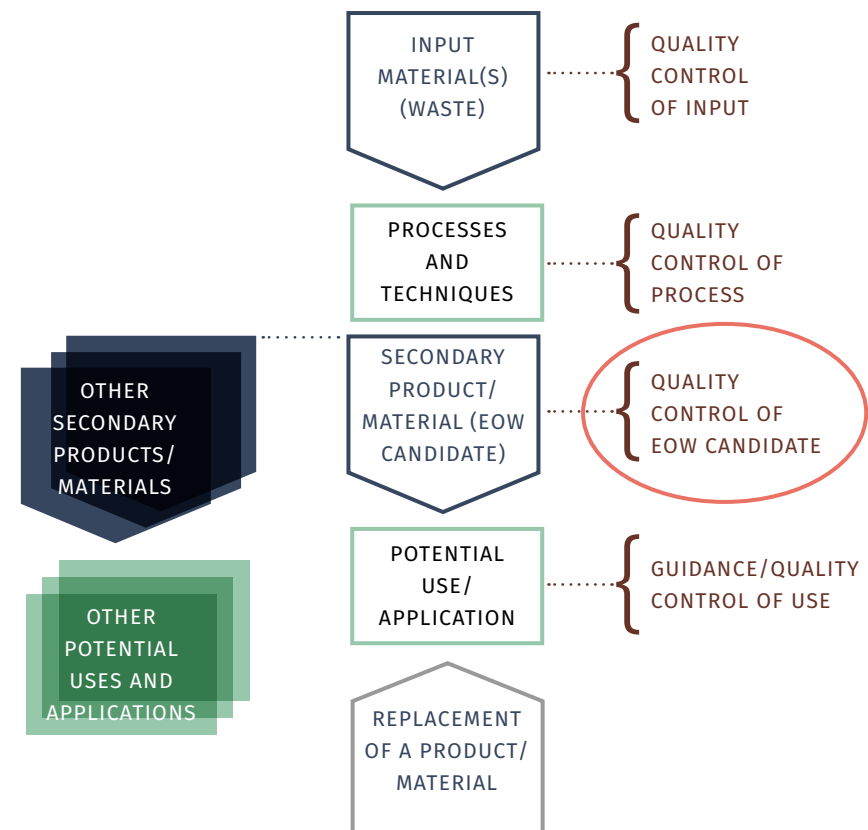 INPUT
MATERIAL(S)
(WASTE)
QUALITY
CONTROL
OF INPUT
PROCESSES
AND
TECHNIQUES
QUALITY
CONTROL OF
PROCESS
OTHER
SECONDARY
PRODUCTS/
MATERIALS
SECONDARY
PRODUCT/
MATERIAL (EOW
CANDIDATE)
QUALITY
CONTROL OF
EOW CANDIDATE
OTHER
POTENTIAL
USES AND
APPLICATIONS
POTENTIAL
USE/
APPLICATION
GUIDANCE/QUALITY
CONTROL OF USE
REPLACEMENT
OF A PRODUCT/
MATERIAL